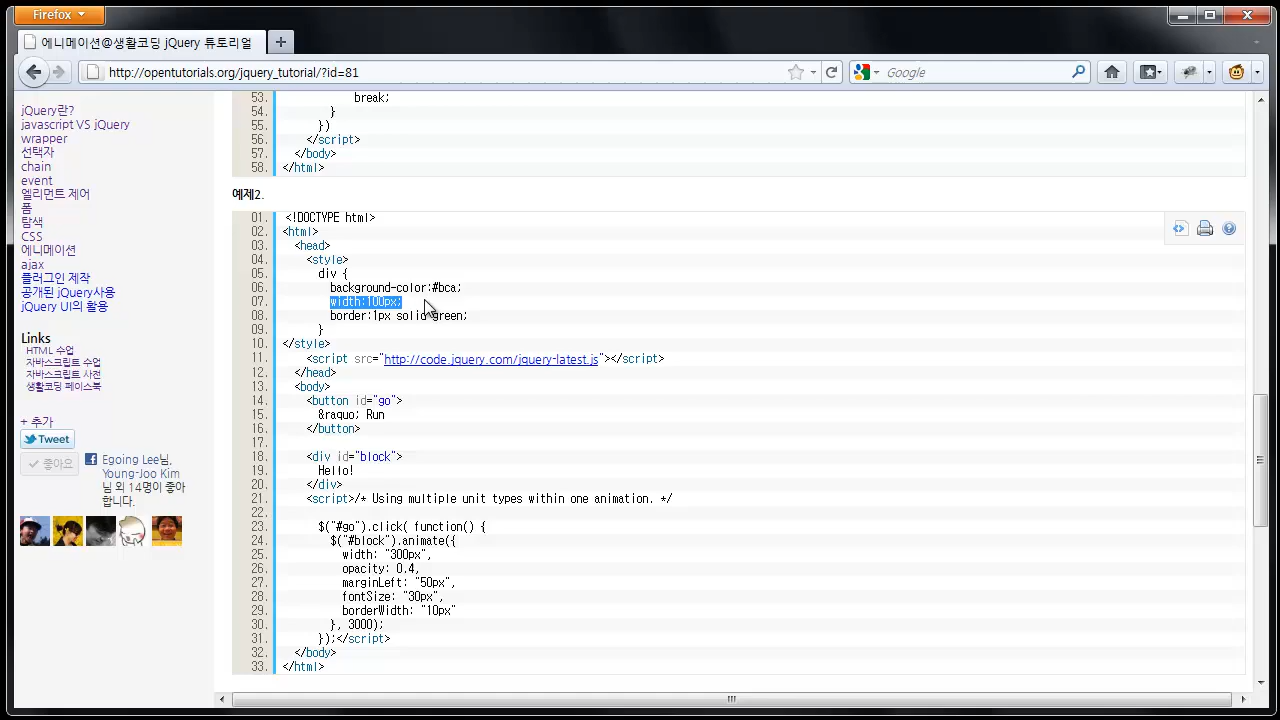 Firefox
에니메이션@생활코딩 jQuery 튜토리얼
http://opentutorials.org/jquery_tutorial/?id=81
Google
jQuery란?
javascript VS jQuery
wrapper
선택자
chain
event
엘리먼트 제어
폼
탐색
CSS
에니메이션
ajax
플러그인 제작
공개된 jQuery사용
jQuery UI의 활용
Links
HTML 수업
자바스크립트 수업
자바스크립트 사전
생활코딩 페이스북
+ 추가
Tweet
좋아요
Egoing Lee님,
Young-Joo Kim
님 외 14명이 좋아
합니다.
53. break;
54. }
55. })
56. </script>
57. </body>
58. </html>
예제2.
01. <!DOCTYPE html>
02. <html>
03. <head>
04. <style>
05. div {
06. background-color:#bca;
07. width:100px;
08. border:1px solid green;
09. }
10. </style>
11. <script src="http://code.jquery.com/jquery-latest.js"></script>
12. </head>
13. <body>
14. <button id="go">
15. &raquo; Run
16. </button>
17.
18. <div id="block">
19. Hello!
20. </div>
21. <script>/* Using multiple unit types within one animation. */
22.
23. $("#go").click( function() {
24. $("#block").animate({
25. width: "300px",
26. opacity: 0.4,
27. marginLeft: "50px",
28. fontSize: "30px",
29. borderWidth: "10px"
30. }, 3000);
31. });</script>
32. </body>
33. </html>